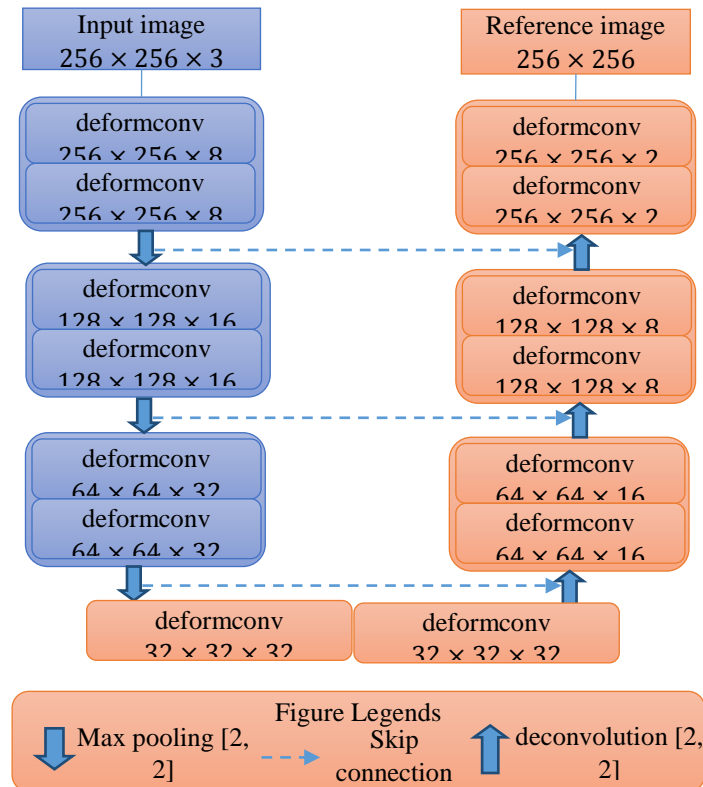 Input image
256 × 256 × 3
deformconv
256 × 256 × 8
deformconv
256 × 256 × 8
deformconv
128 × 128 × 16
deformconv
128 × 128 × 16
deformconv
64 × 64 × 32
deformconv
64 × 64 × 32
deformconv
32 × 32 × 32
deformconv
32 × 32 × 32
Reference image
256 × 256
deformconv
256 × 256 × 2
deformconv
256 × 256 × 2
deformconv
128 × 128 × 8
deformconv
128 × 128 × 8
deformconv
64 × 64 × 16
deformconv
64 × 64 × 16
Figure Legends
Max pooling [2,
2]
Skip
connection
deconvolution [2,
2]